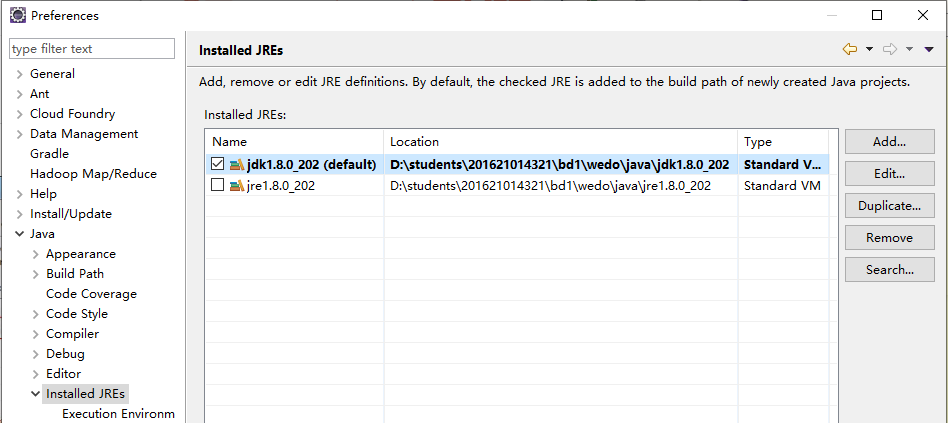 Preferences
type filter text
General
Ant
Cloud Foundry
Data Management
Gradle
Hadoop Map/Reduce
Help
Install/Update
Java
Appearance
Build Path
Code Coverage
Code Style
Compiler
Debug
Editor
Installed JREs
Execution Environm
Installed JREs
Add, remove or edit JRE definitions. By default, the checked JRE is added to the build path of newly created Java projects.
Installed JREs:
Name Location Type
jdk1.8.0_202 (default) D:\students\201621014321\bd1\wedo\java\jdk1.8.0_202 Standard V...
jre1.8.0_202 D:\students\201621014321\bd1\wedo\java\jre1.8.0_202 Standard VM
Add...
Edit...
Duplicate...
Remove
Search...